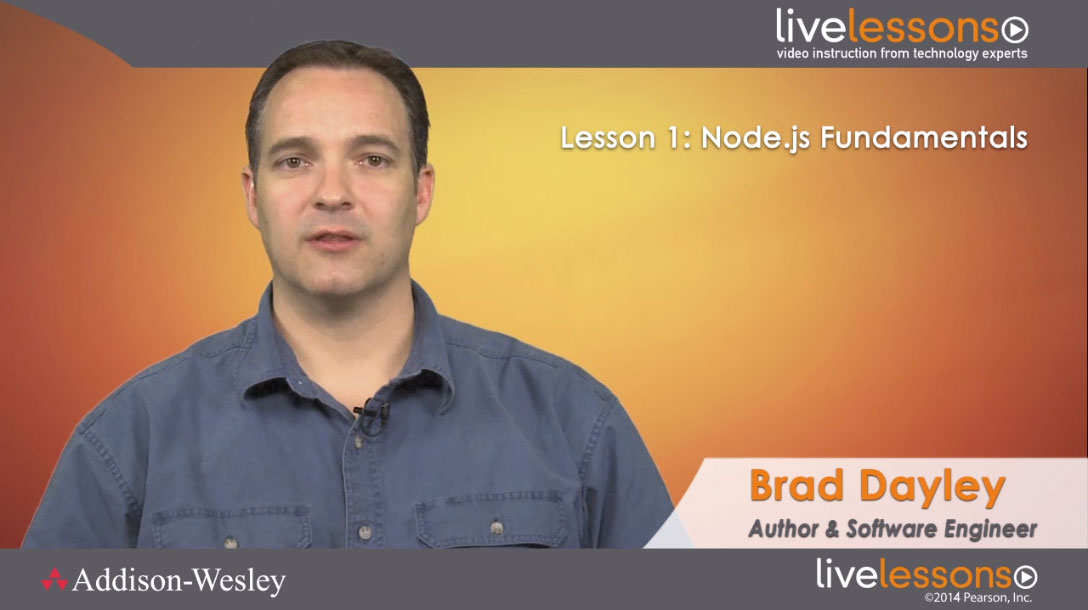 livelessons
video instruction from technology experts
Lesson 1: Node.js Fundamentals
Brad Dayley
Author & Software Engineer
Addison-Wesley
livelessons
©2014 Pearson, Inc.